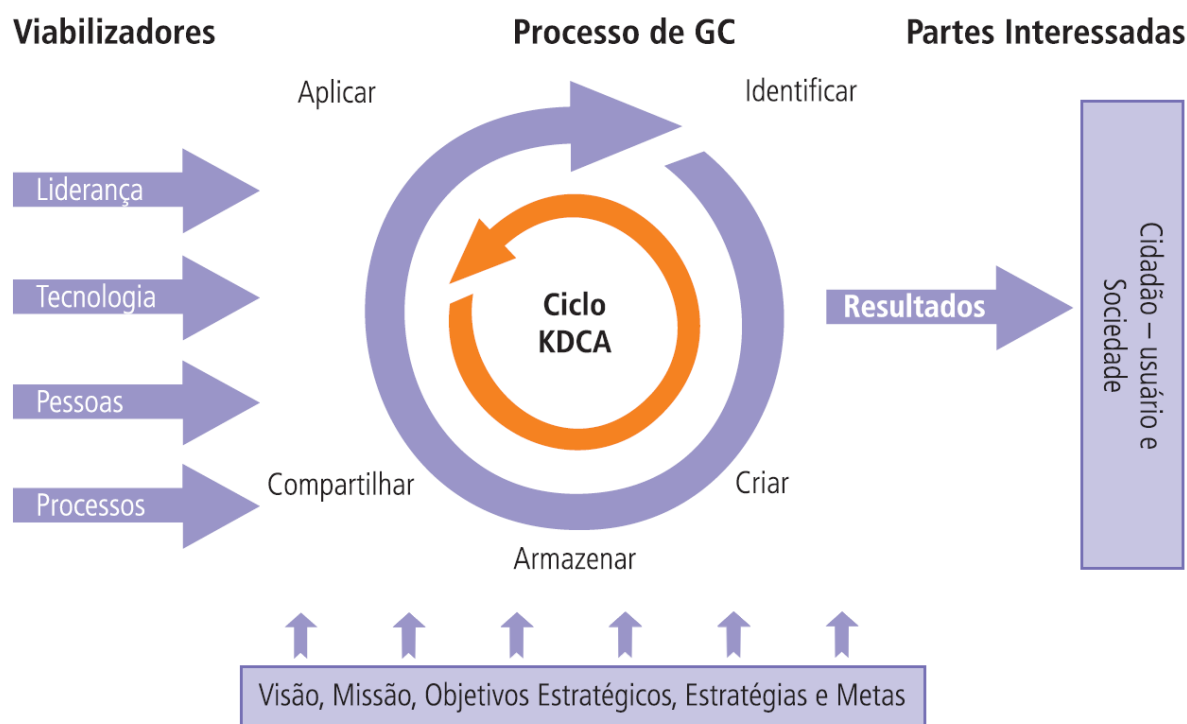 Viabilizadores
Processo de GC
Partes Interessadas
Aplicar
Identificar
Liderança
Tecnologia
Pessoas
Processos
Ciclo
KDCA
Compartilhar
Criar
Armazenar
Resultados
Cidadão – usuário e
Sociedade
Visão, Missão, Objetivos Estratégicos, Estratégias e Metas